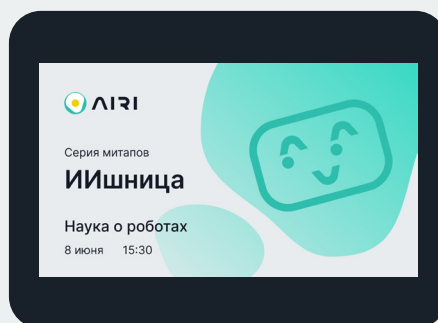 AIRI
Серия митапов
ИИшница
Наука о роботах
8 июня 15:30